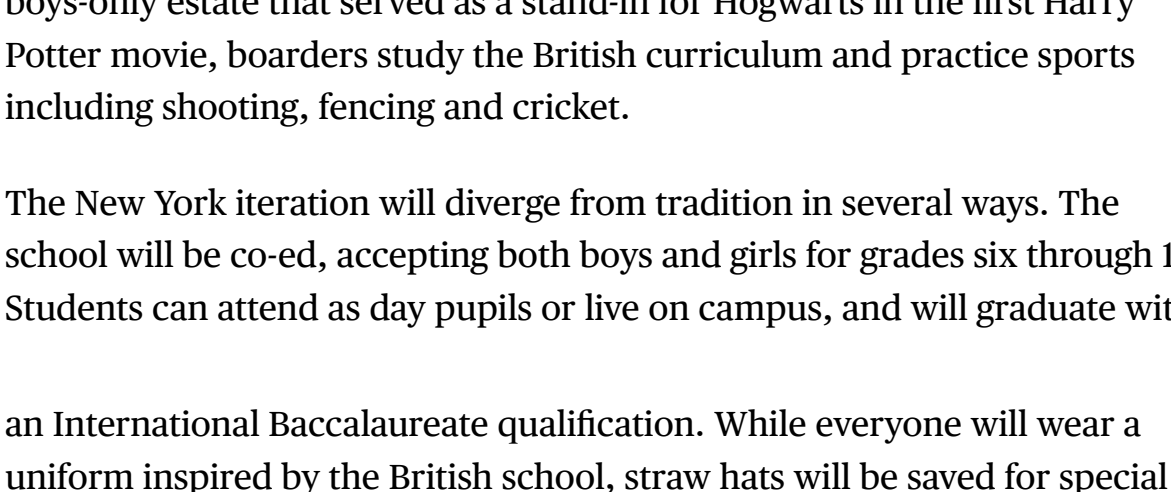 boys-only estate that served as a stand-in for Hogwarts in the first Harry
Potter movie, boarders study the British curriculum and practice sports
including shooting, fencing and cricket.
The New York iteration will diverge from tradition in several ways. The
school will be co-ed, accepting both boys and girls for grades six through
Students can attend as day pupils or live on campus, and will graduate
an International Baccalaureate qualification. While everyone will wear a
uniform inspired by the British school, straw hats will be saved for special